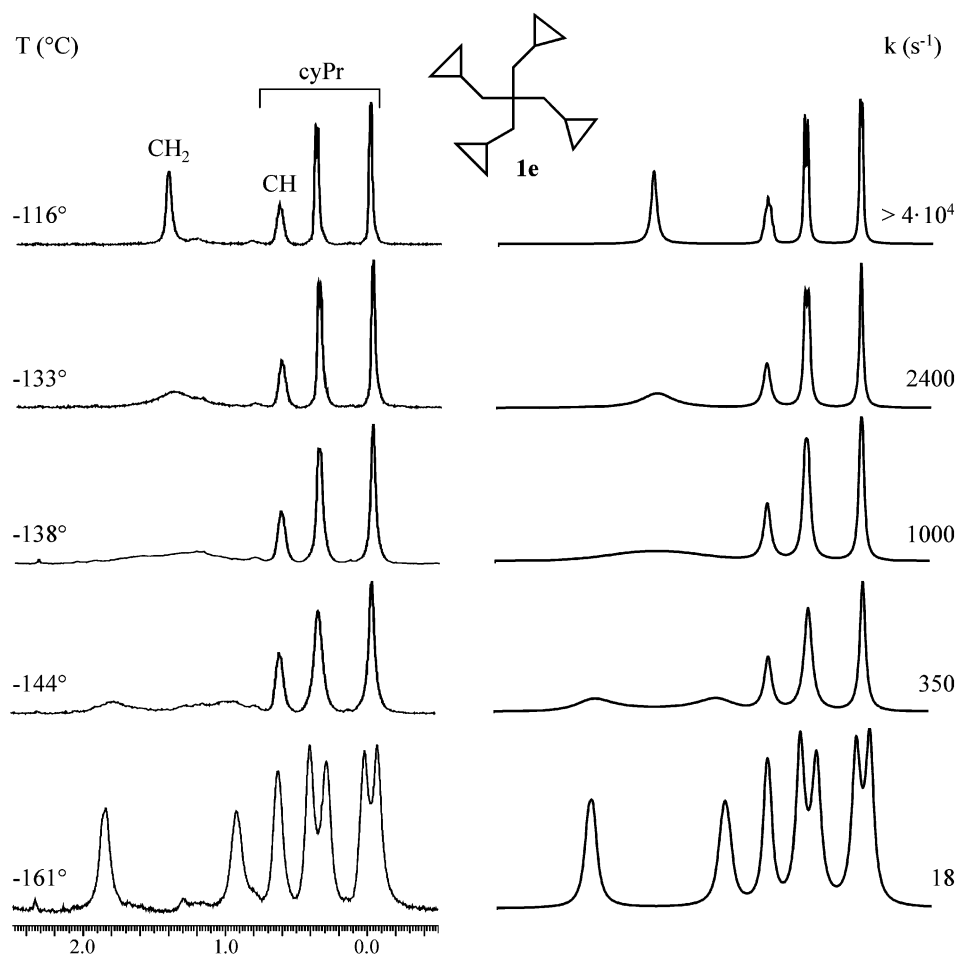 T (°C)
k (s⁻¹)
cyPr
CH₂
CH
1e
-116°
> 4·10⁴
-133°
2400
-138°
1000
-144°
350
-161°
18
2.0 1.0 0.0